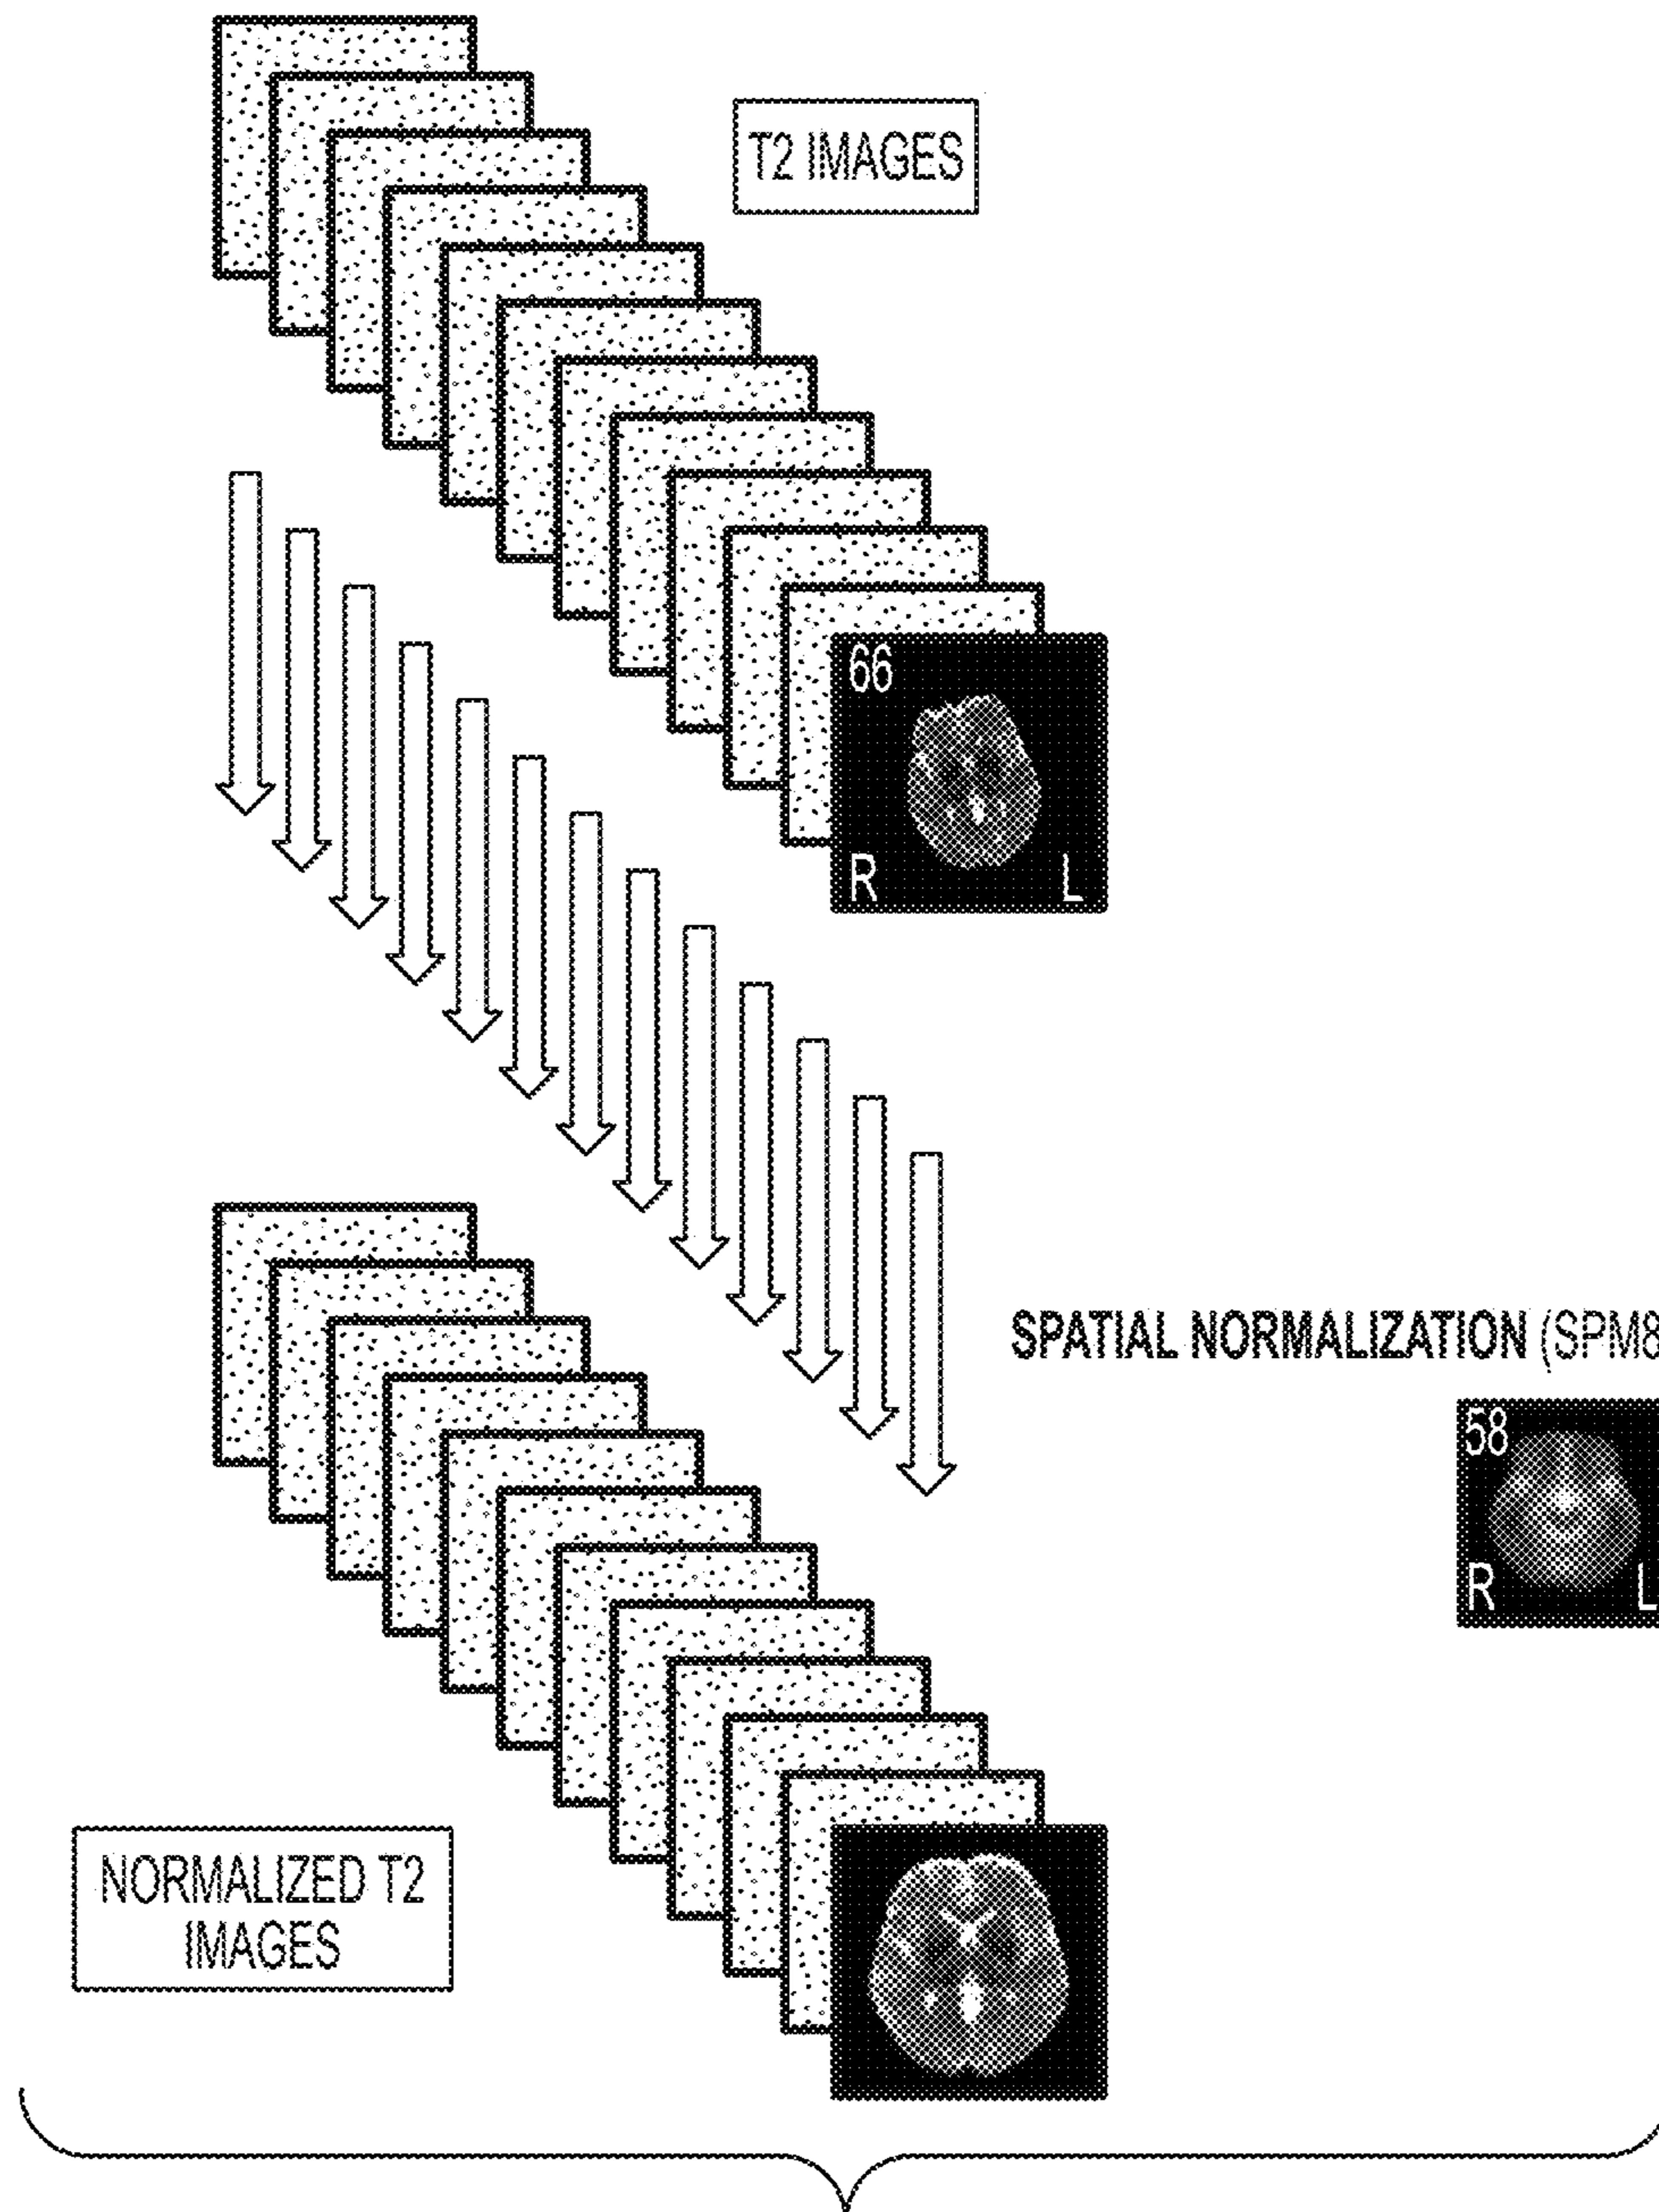 T2 IMAGES
66
R L
SPATIAL NORMALIZATION (SPM8
58
R L
NORMALIZED T2
IMAGES